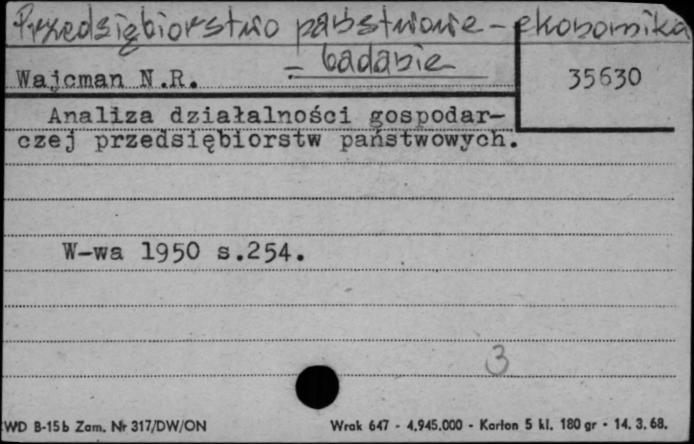 Przedsiębiorstwo państwowe - ekonomika
- badanie
Wajcman N.R.
35630
Analiza działalności gospodar-
czej przedsiębiorstw państwowych.
W-wa 1950 s.254.
3
WD B-15b Zam. Nr 317/DW/ON
Wrak 647 - 4.945.000 - Karton 5 kl. 180 gr - 14. 3. 68.